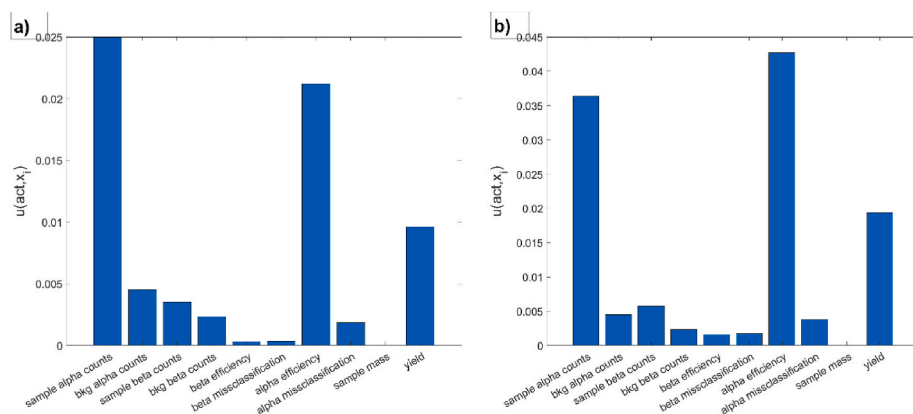 a)
0.025
0.02
0.015
0.01
0.005
0
u(act,x_i)
sample alpha counts
bkg alpha counts
sample beta counts
bkg beta counts
beta efficiency
beta missclassification
alpha efficiency
alpha misclassification
sample mass
yield
b)
0.045
0.04
0.035
0.03
0.025
0.02
0.015
0.01
0.005
0
u(act,x_i)
sample alpha counts
bkg alpha counts
sample beta counts
bkg beta counts
beta efficiency
beta missclassification
alpha efficiency
alpha misclassification
sample mass
yield